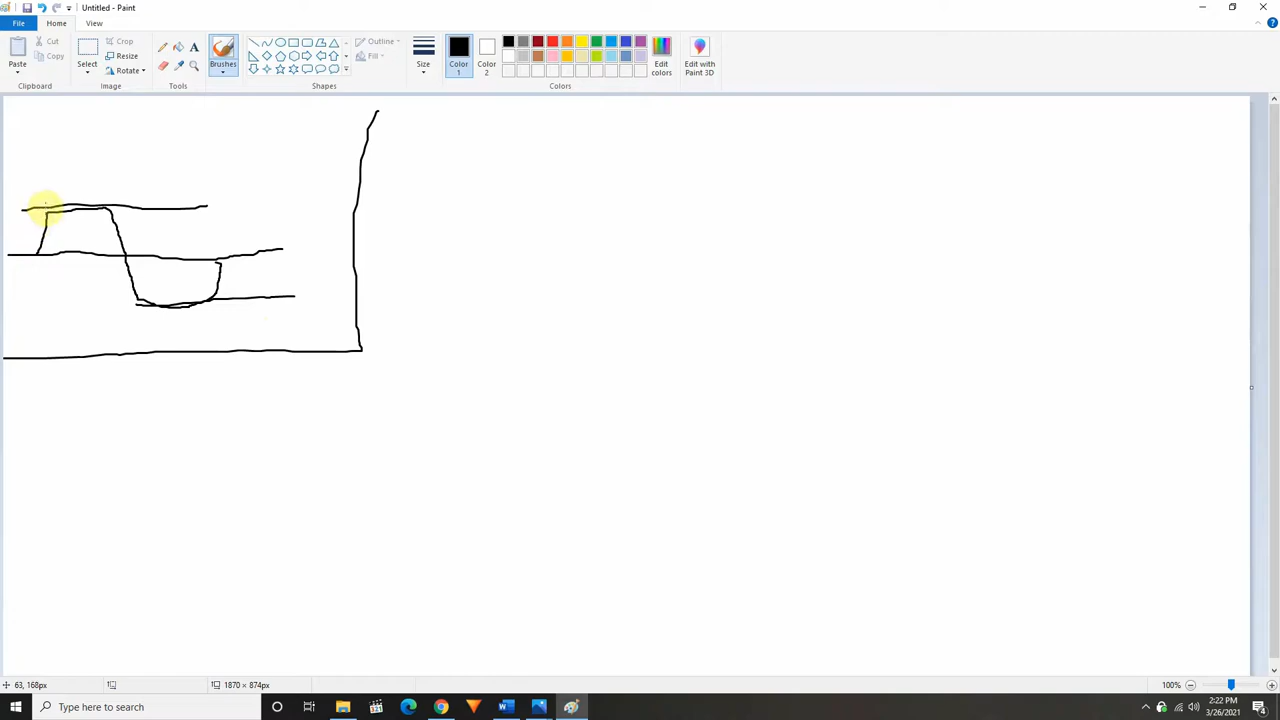 Untitled - Paint
File
Home
View
Paste
Cut
Copy
Clipboard
Select
Crop
Resize
Rotate
Image
A
Tools
Brushes
Outline
Fill
Shapes
Size
Color 1
Color 2
Edit colors
Colors
Edit with Paint 3D
63, 168px
1870 × 874px
100%
Type here to search
2:22 PM
3/26/2021